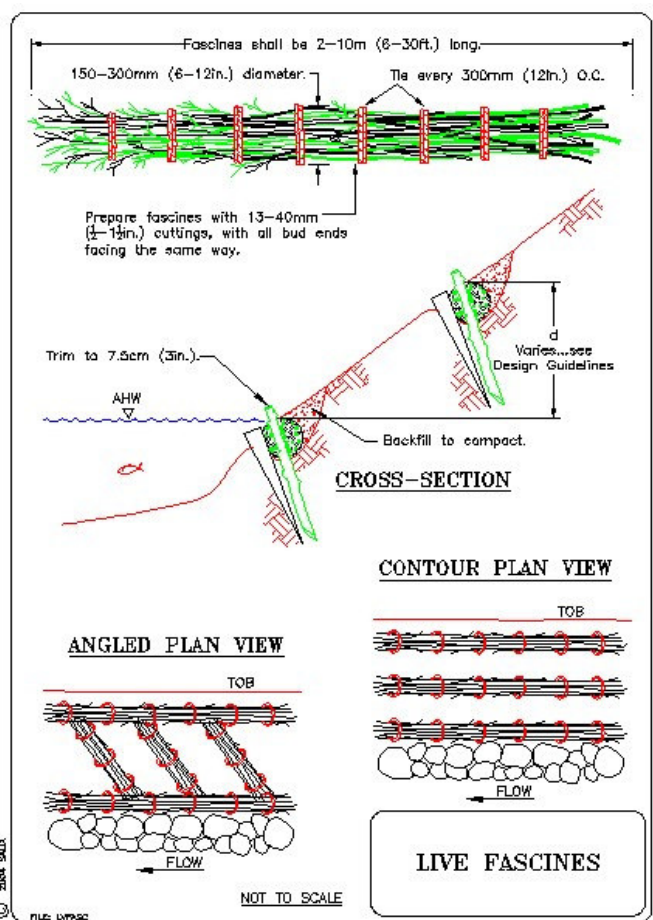 Fascines shall be 2-10m (6-30ft.) long.
150-300mm (6-12in.) diameter.
Tie every 300mm (12in.) O.C.
Prepare fascines with 13-40mm
(½-1½in.) cuttings, with all bud ends
facing the same way.
Trim to 7.5cm (3in.).
AHW
d
Varies...see
Design Guidelines
Backfill to compact.
CROSS-SECTION
CONTOUR PLAN VIEW
TOB
FLOW
ANGLED PLAN VIEW
TOB
FLOW
NOT TO SCALE
LIVE FASCINES